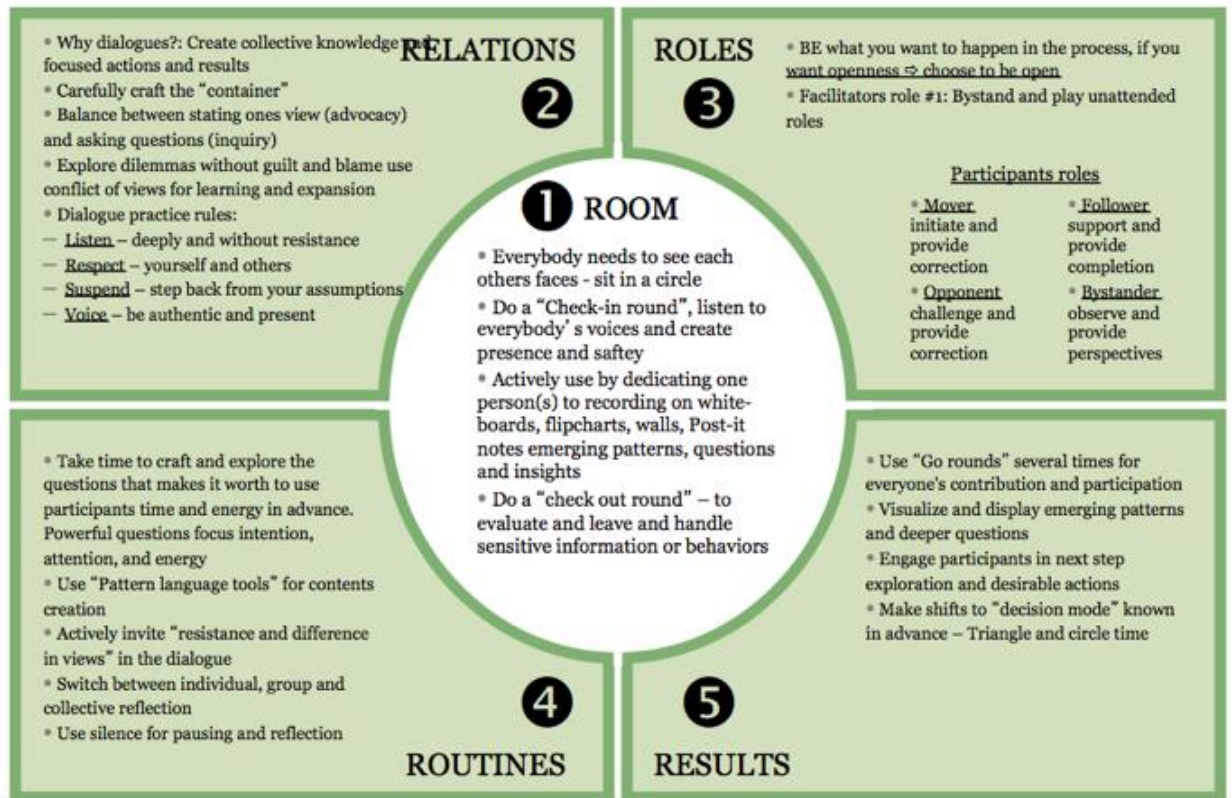 RELATIONS
2
• Why dialogues?: Create collective knowledge and
focused actions and results
• Carefully craft the “container”
• Balance between stating ones view (advocacy)
and asking questions (inquiry)
• Explore dilemmas without guilt and blame use
conflict of views for learning and expansion
• Dialogue practice rules:
— Listen – deeply and without resistance
— Respect – yourself and others
— Suspend – step back from your assumptions
— Voice – be authentic and present
ROLES
3
• BE what you want to happen in the process, if you
want openness ⇨ choose to be open
• Facilitators role #1: Bystand and play unattended
roles
Participants roles
• Mover
initiate and
provide
correction
• Follower
support and
provide
completion
• Opponent
challenge and
provide
correction
• Bystander
observe and
provide
perspectives
1 ROOM
• Everybody needs to see each
others faces - sit in a circle
• Do a “Check-in round”, listen to
everybody’ s voices and create
presence and saftey
• Actively use by dedicating one
person(s) to recording on white-
boards, flipcharts, walls, Post-it
notes emerging patterns, questions
and insights
• Do a “check out round” – to
evaluate and leave and handle
sensitive information or behaviors
• Take time to craft and explore the
questions that makes it worth to use
participants time and energy in advance.
Powerful questions focus intention,
attention, and energy
• Use “Pattern language tools” for contents
creation
• Actively invite “resistance and difference
in views” in the dialogue
• Switch between individual, group and
collective reflection
• Use silence for pausing and reflection
4
ROUTINES
• Use “Go rounds” several times for
everyone's contribution and participation
• Visualize and display emerging patterns
and deeper questions
• Engage participants in next step
exploration and desirable actions
• Make shifts to “decision mode” known
in advance – Triangle and circle time
5
RESULTS